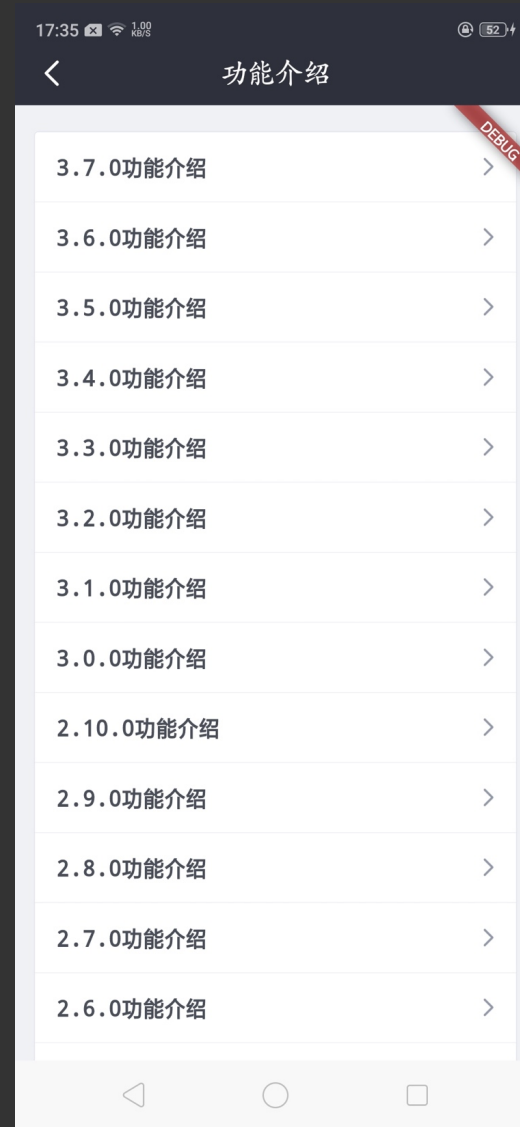 17:35 1.00 KB/S 52
功能介绍
DEBUG
3.7.0功能介绍
3.6.0功能介绍
3.5.0功能介绍
3.4.0功能介绍
3.3.0功能介绍
3.2.0功能介绍
3.1.0功能介绍
3.0.0功能介绍
2.10.0功能介绍
2.9.0功能介绍
2.8.0功能介绍
2.7.0功能介绍
2.6.0功能介绍